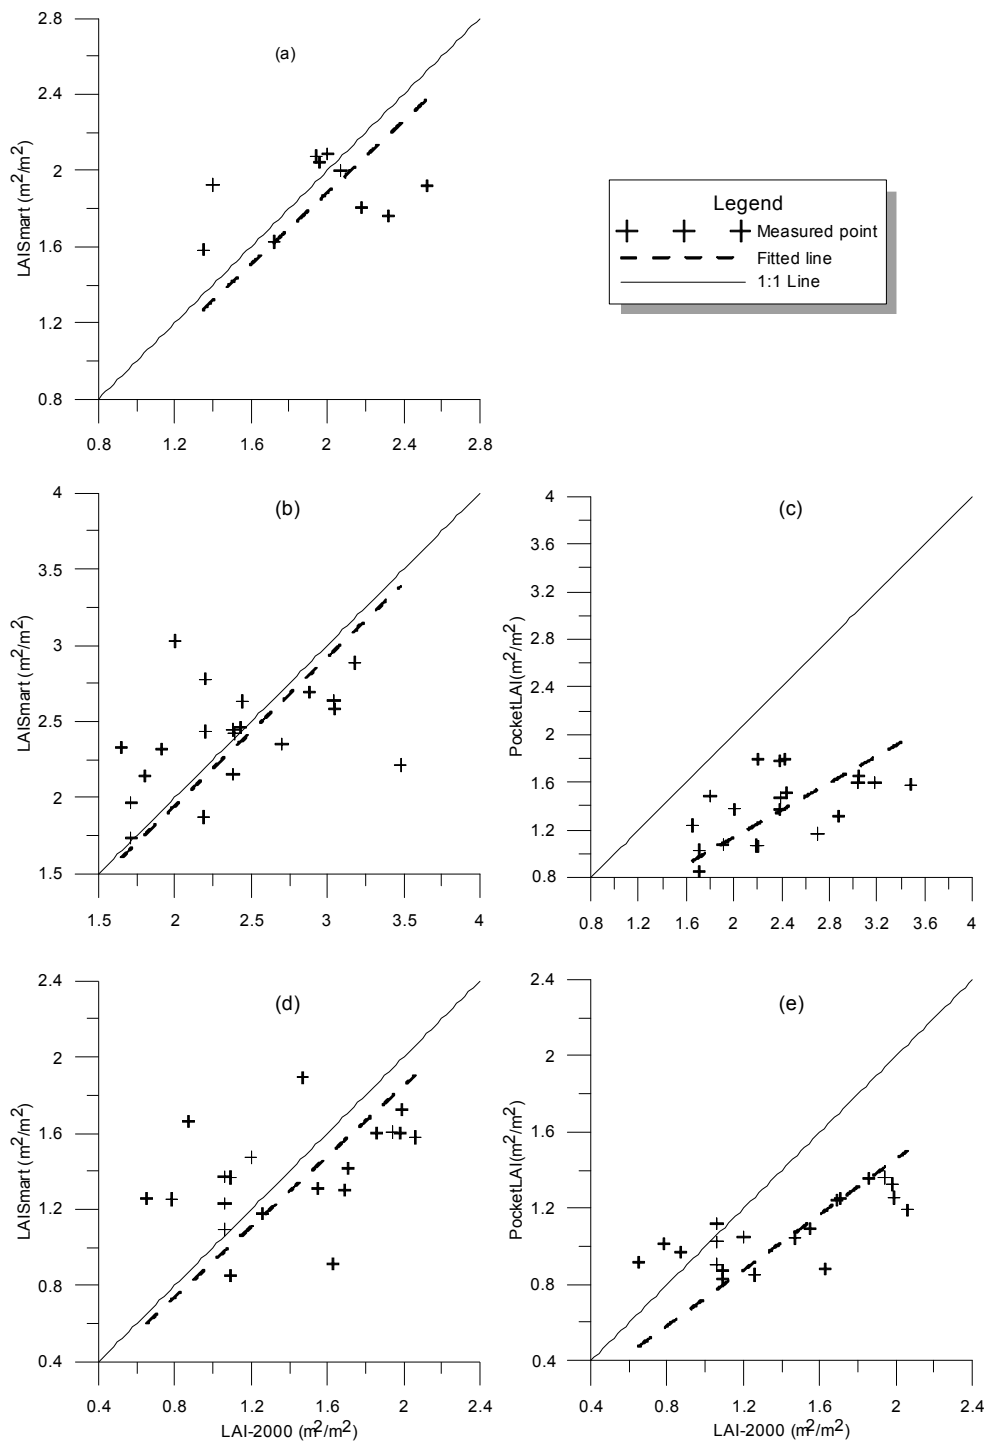 (a)
2.8
2.4
2
1.6
1.2
0.8
LAISmart (m²/m²)
0.8 1.2 1.6 2 2.4 2.8
Legend
Measured point
Fitted line
1:1 Line
(b)
4
3.5
3
2.5
2
1.5
LAISmart (m²/m²)
1.5 2 2.5 3 3.5 4
(c)
4
3.6
3.2
2.8
2.4
2
1.6
1.2
0.8
PocketLAI(m²/m²)
0.8 1.2 1.6 2 2.4 2.8 3.2 3.6 4
(d)
2.4
2
1.6
1.2
0.8
0.4
LAISmart (m²/m²)
0.4 0.8 1.2 1.6 2 2.4
LAI-2000 (m²/m²)
(e)
2.4
2
1.6
1.2
0.8
0.4
PocketLAI(m²/m²)
0.4 0.8 1.2 1.6 2 2.4
LAI-2000 (m²/m²)